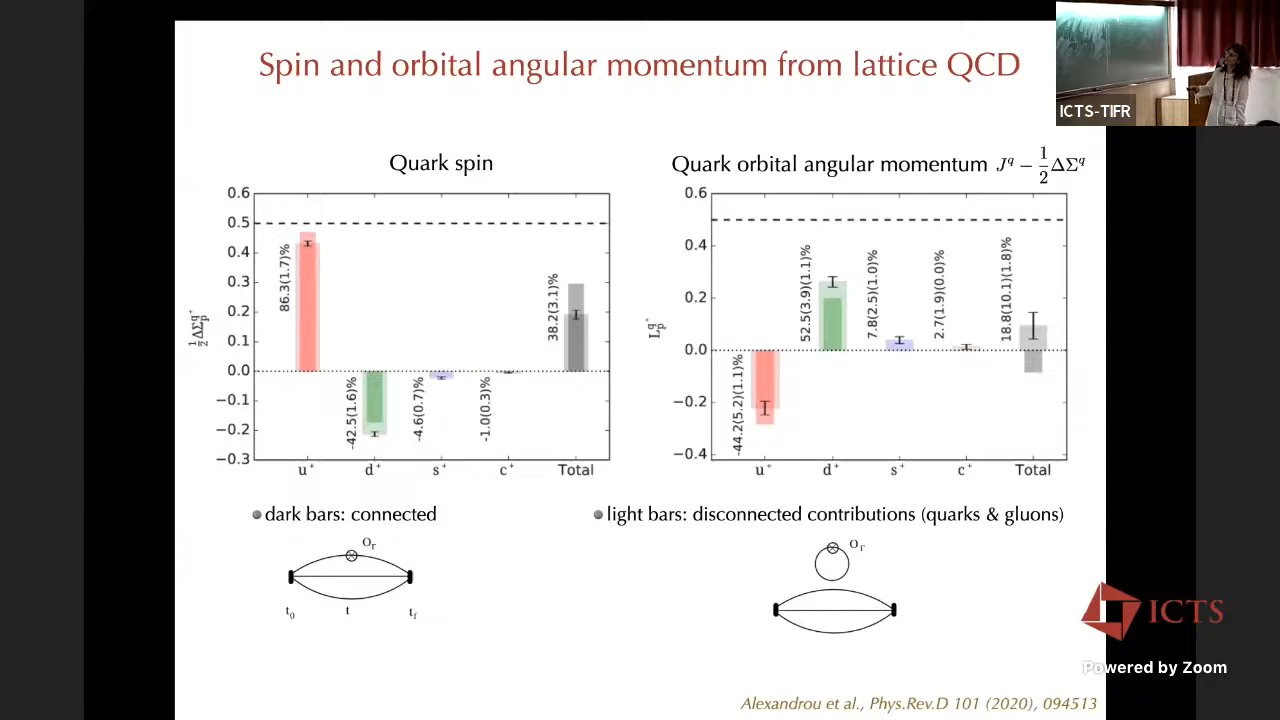 Spin and orbital angular momentum from lattice QCD
ICTS-TIFR
Quark spin
0.6
0.5
0.4
0.3
0.2
0.1
0.0
−0.1
−0.2
−0.3
½ΔΣ_p^{q+}
86.3(1.7)%
-42.5(1.6)%
-4.6(0.7)%
-1.0(0.3)%
38.2(3.1)%
u⁺ d⁺ s⁺ c⁺ Total
Quark orbital angular momentum J^q − ½ΔΣ^q
0.6
0.4
0.2
0.0
−0.2
−0.4
L_p^{q+}
-44.2(5.2)(1.1)%
52.5(3.9)(1.1)%
7.8(2.5)(1.0)%
2.7(1.9)(0.0)%
18.8(10.1)(1.8)%
u⁺ d⁺ s⁺ c⁺ Total
dark bars: connected
O_Γ
t₀ t t_f
light bars: disconnected contributions (quarks & gluons)
O_Γ
ICTS
Powered by Zoom
Alexandrou et al., Phys.Rev.D 101 (2020), 094513